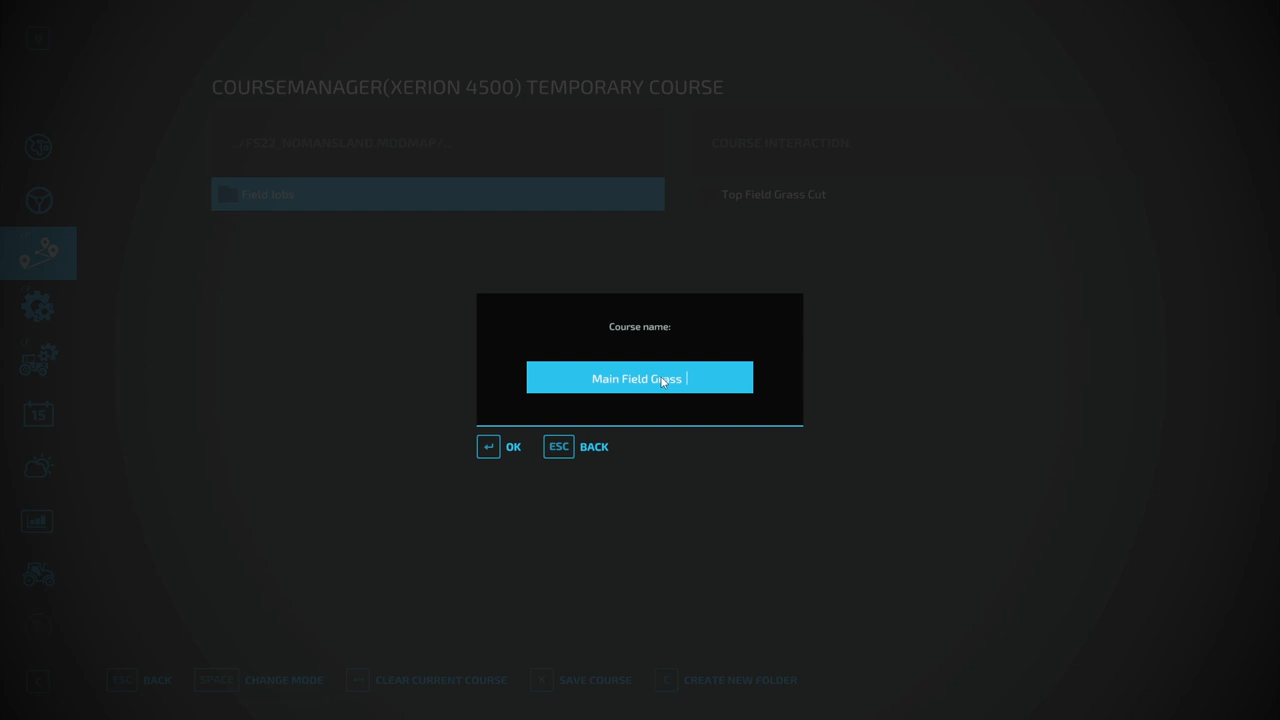 COURSEMANAGER(XERION 4500) TEMPORARY COURSE
../FS22_NOMANSLAND.MODMAP/..
COURSE INTERACTION.
Field Jobs
Top Field Grass Cut
Course name:
Main Field Grass
OK
ESC BACK
15
ESC BACK
SPACE CHANGE MODE
CLEAR CURRENT COURSE
X SAVE COURSE
CREATE NEW FOLDER